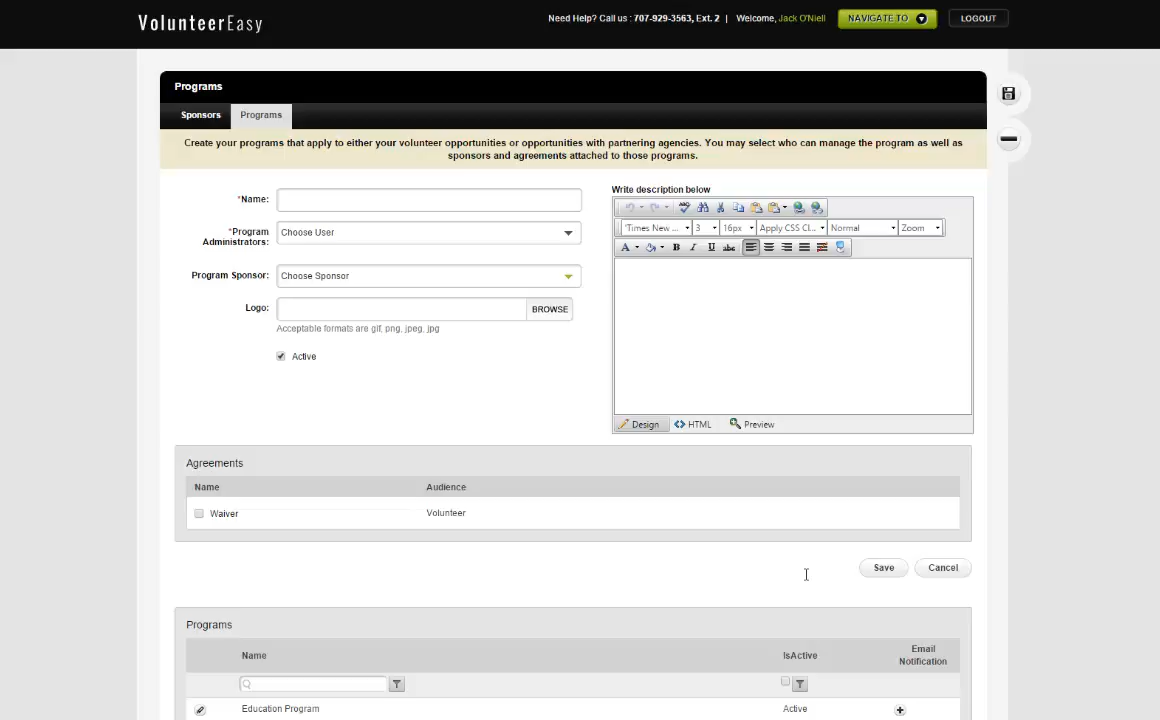 VolunteerEasy
Need Help? Call us : 707-929-3563, Ext. 2 | Welcome, Jack O'Niell
NAVIGATE TO
LOGOUT
Programs
Sponsors
Programs
Create your programs that apply to either your volunteer opportunities or opportunities with partnering agencies. You may select who can manage the program as well as
sponsors and agreements attached to those programs.
*Name:
*Program
Administrators:
Choose User
Program Sponsor:
Choose Sponsor
Logo:
BROWSE
Acceptable formats are gif, png, jpeg, jpg
Active
Write description below
"Times New ...
3
16px
Apply CSS Cl...
Normal
Zoom
A
B
I
U
abc
Design
HTML
Preview
Agreements
Name
Audience
Waiver
Volunteer
Save
Cancel
Programs
Name
IsActive
Email
Notification
Education Program
Active